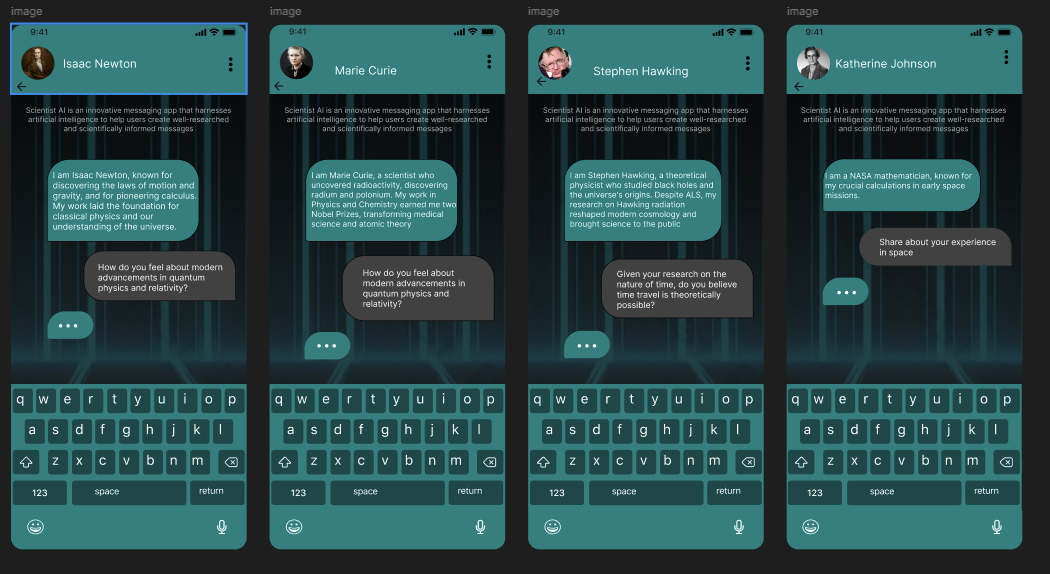 image
9:41
Isaac Newton
Scientist AI is an innovative messaging app that harnesses
artificial intelligence to help users create well-researched
and scientifically informed messages
I am Isaac Newton, known for
discovering the laws of motion and
gravity, and for pioneering calculus.
My work laid the foundation for
classical physics and our
understanding of the universe.
How do you feel about modern
advancements in quantum
physics and relativity?
q w e r t y u i o p
a s d f g h j k l
z x c v b n m
123 space return
image
9:41
Marie Curie
Scientist AI is an innovative messaging app that harnesses
artificial intelligence to help users create well-researched
and scientifically informed messages
I am Marie Curie, a scientist who
uncovered radioactivity, discovering
radium and polonium. My work in
Physics and Chemistry earned me two
Nobel Prizes, transforming medical
science and atomic theory
How do you feel about
modern advancements in
quantum physics and
relativity?
q w e r t y u i o p
a s d f g h j k l
z x c v b n m
123 space return
image
9:41
Stephen Hawking
Scientist AI is an innovative messaging app that harnesses
artificial intelligence to help users create well-researched
and scientifically informed messages
I am Stephen Hawking, a theoretical
physicist who studied black holes and
the universe's origins. Despite ALS, my
research on Hawking radiation
reshaped modern cosmology and
brought science to the public
Given your research on the
nature of time, do you believe
time travel is theoretically
possible?
q w e r t y u i o p
a s d f g h j k l
z x c v b n m
123 space return
image
9:41
Katherine Johnson
Scientist AI is an innovative messaging app that harnesses
artificial intelligence to help users create well-researched
and scientifically informed messages
I am a NASA mathematician, known for
my crucial calculations in early space
missions.
Share about your experience
in space
q w e r t y u i o p
a s d f g h j k l
z x c v b n m
123 space return